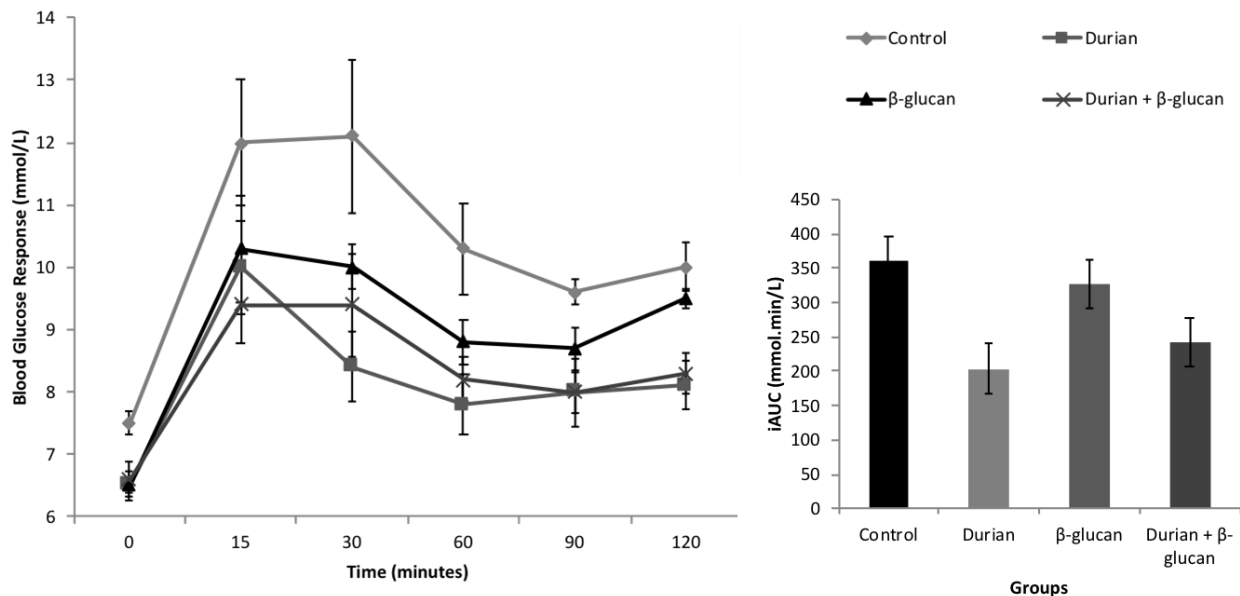 Blood Glucose Response (mmol/L)
14
13
12
11
10
9
8
7
6
0 15 30 60 90 120
Time (minutes)
Control Durian
β-glucan Durian + β-glucan
iAUC (mmol.min/L)
450
400
350
300
250
200
150
100
50
0
Control Durian β-glucan Durian + β-
glucan
Groups